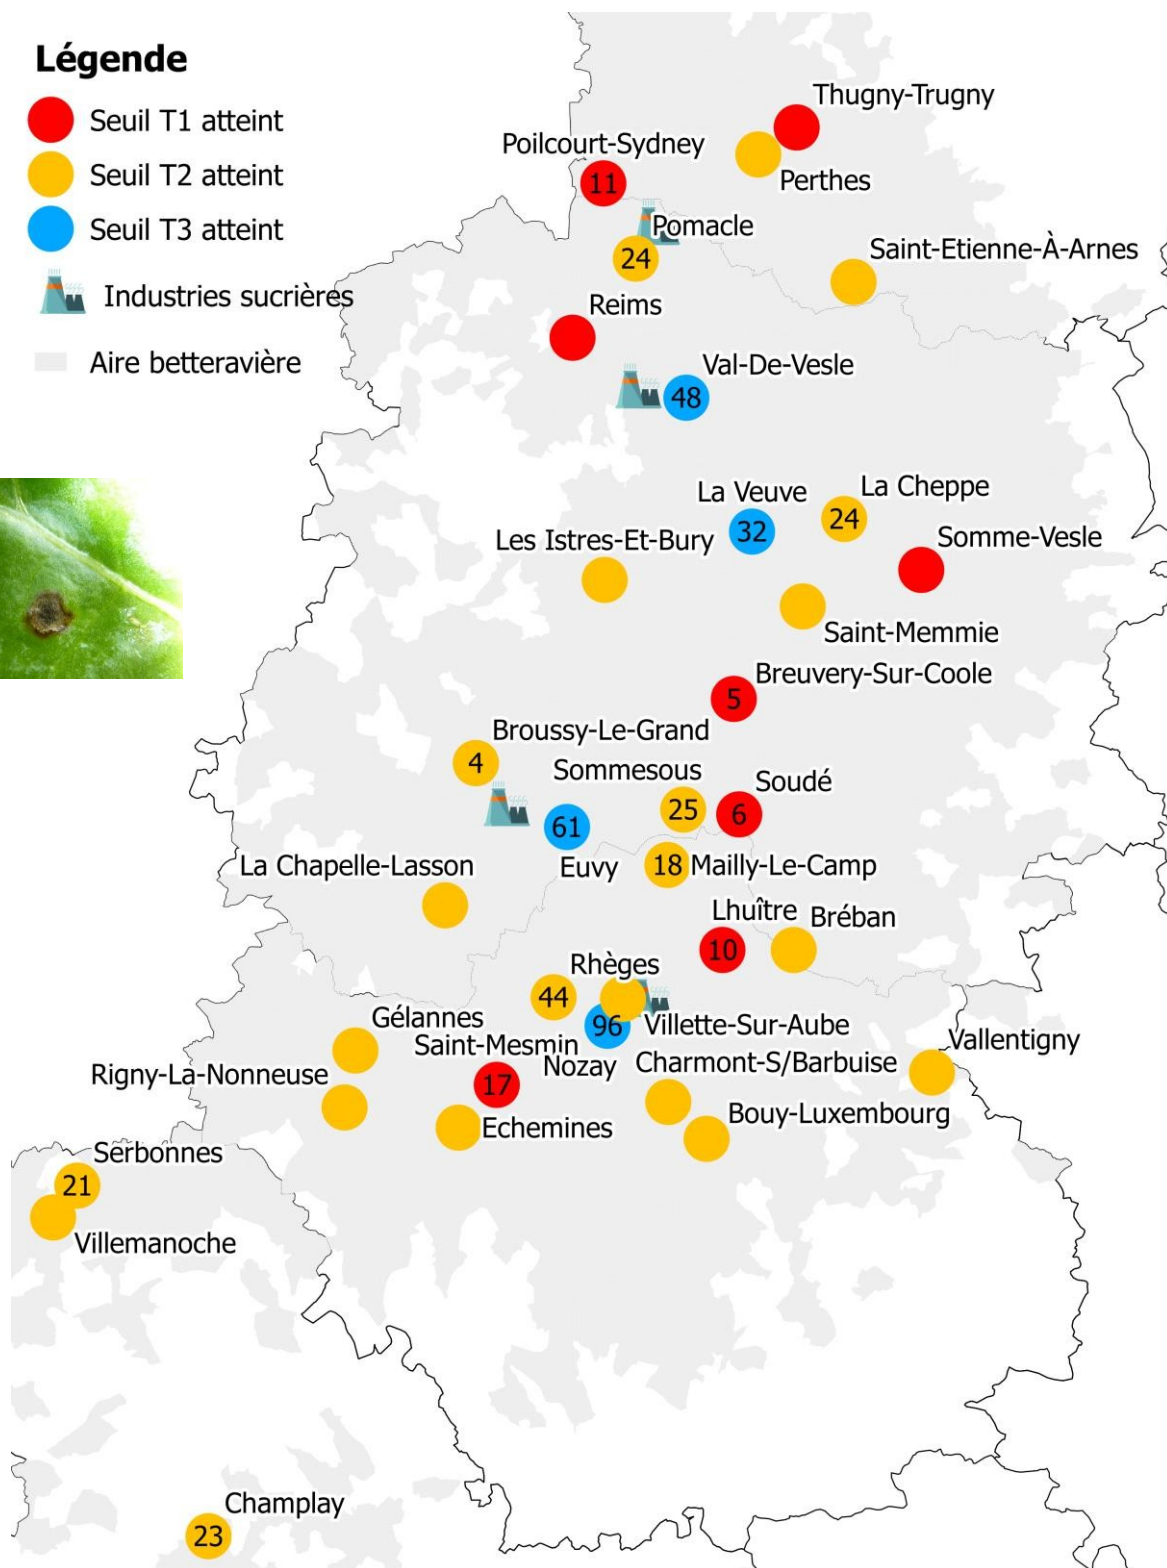 Légende
Seuil T1 atteint
Seuil T2 atteint
Seuil T3 atteint
Industries sucrières
Aire betteravière
Thugny-Trugny
Poilcourt-Sydney
11
Perthes
Pomacle
24
Saint-Etienne-À-Arnes
Reims
Val-De-Vesle
48
La Veuve
32
La Cheppe
24
Les Istres-Et-Bury
Somme-Vesle
Saint-Memmie
Breuvery-Sur-Coole
5
Broussy-Le-Grand
4
Sommesous
25
Soudé
6
61
Euvy
La Chapelle-Lasson
18
Mailly-Le-Camp
Lhuître
10
Bréban
Rhèges
44
96
Villette-Sur-Aube
Gélannes
Saint-Mesmin
17
Nozay
Charmont-S/Barbuise
Vallentigny
Rigny-La-Nonneuse
Echemines
Bouy-Luxembourg
Serbonnes
21
Villemanoche
Champlay
23